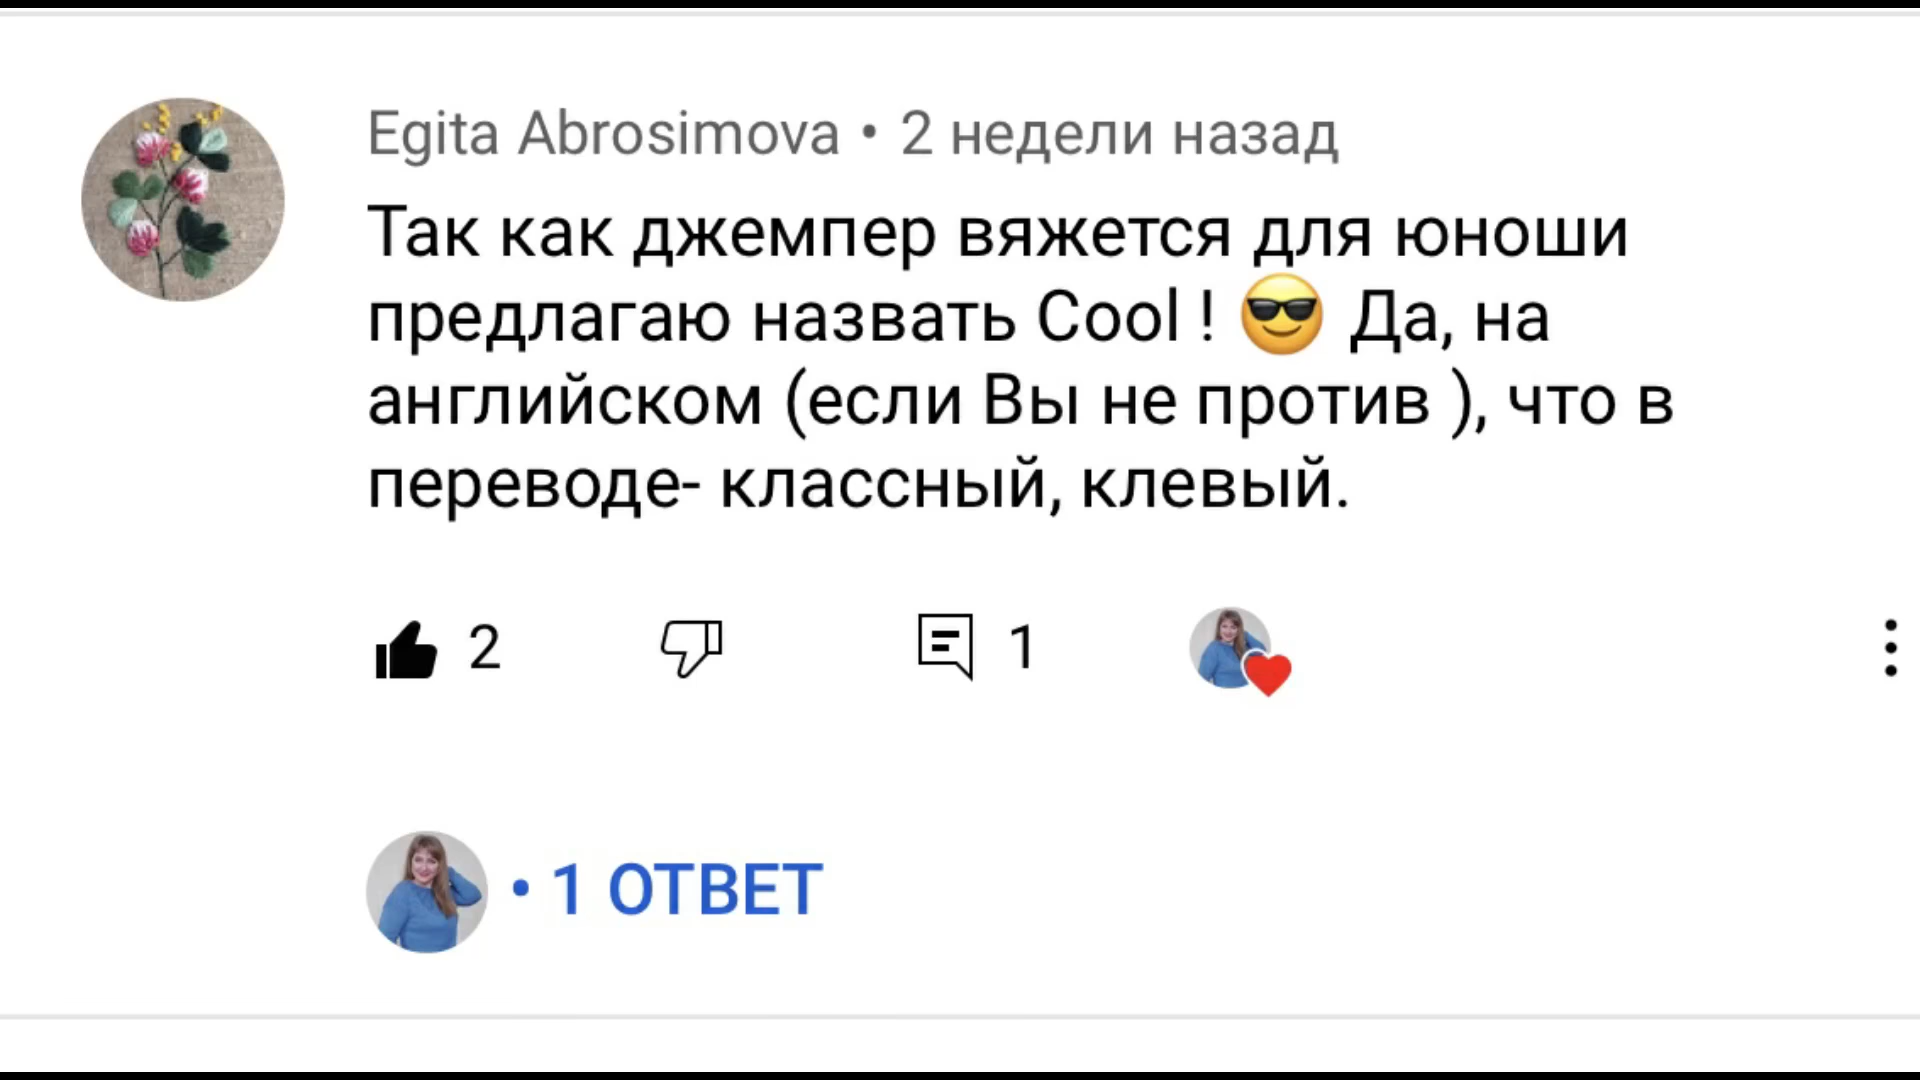 Egita Abrosimova • 2 недели назад
Так как джемпер вяжется для юноши
предлагаю назвать Cool ! 😎 Да, на
английском (если Вы не против ), что в
переводе- классный, клевый.
2 1
• 1 ОТВЕТ